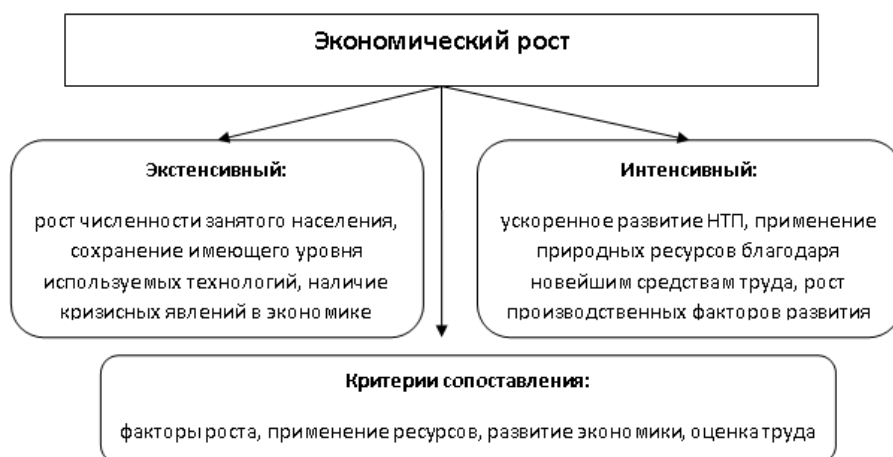 Экономический рост
Экстенсивный:
рост численности занятого населения,
сохранение имеющего уровня
используемых технологий, наличие
кризисных явлений в экономике
Интенсивный:
ускоренное развитие НТП, применение
природных ресурсов благодаря
новейшим средствам труда, рост
производственных факторов развития
Критерии сопоставления:
факторы роста, применение ресурсов, развитие экономики, оценка труда